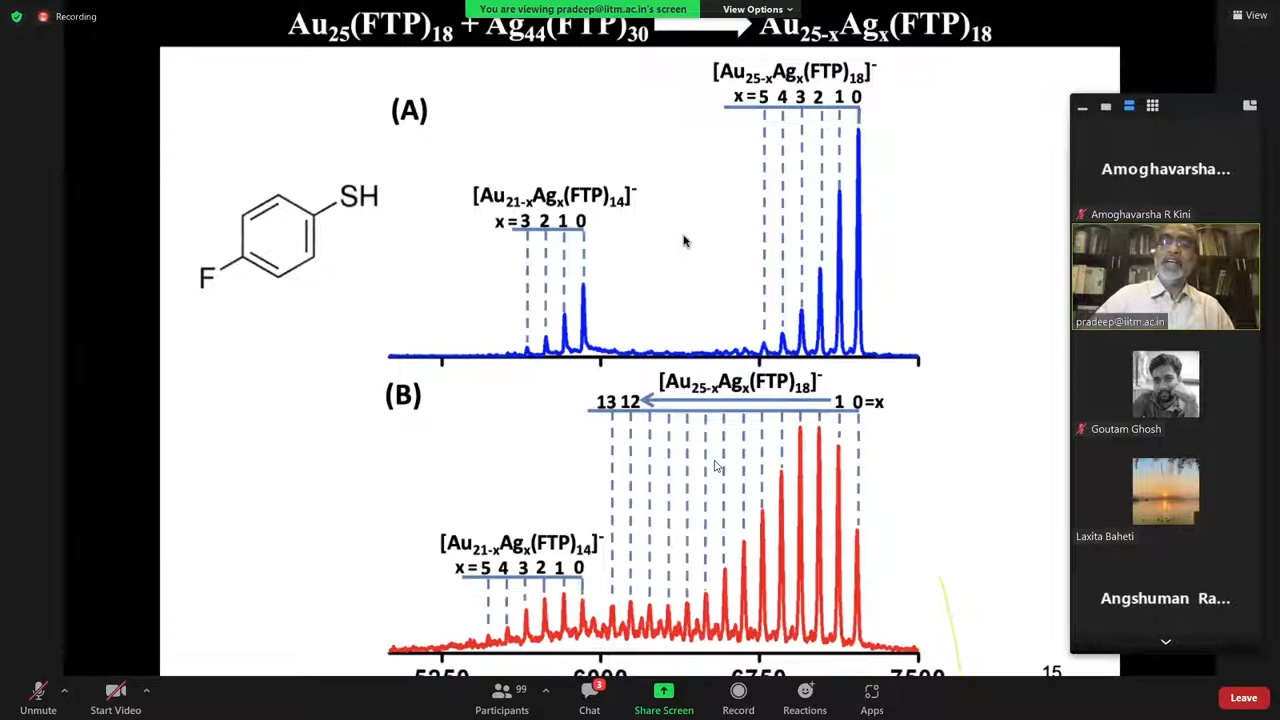 Recording
You are viewing pradeep@iitm.ac.in's screen
View Options
View
Au25(FTP)18 + Ag44(FTP)30 → Au25-xAgx(FTP)18
[Au25-xAgx(FTP)18]-
x=5 4 3 2 1 0
(A)
[Au21-xAgx(FTP)14]-
x=3 2 1 0
SH
F
(B)
[Au25-xAgx(FTP)18]-
13 12 1 0=x
[Au21-xAgx(FTP)14]-
x=5 4 3 2 1 0
5250 6000 6750 7500
15
Amoghavarsha...
Amoghavarsha R Kini
pradeep@iitm.ac.in
Goutam Ghosh
Laxita Baheti
Angshuman Ra...
Unmute
Start Video
99
Participants
3
Chat
Share Screen
Record
Reactions
Apps
Leave